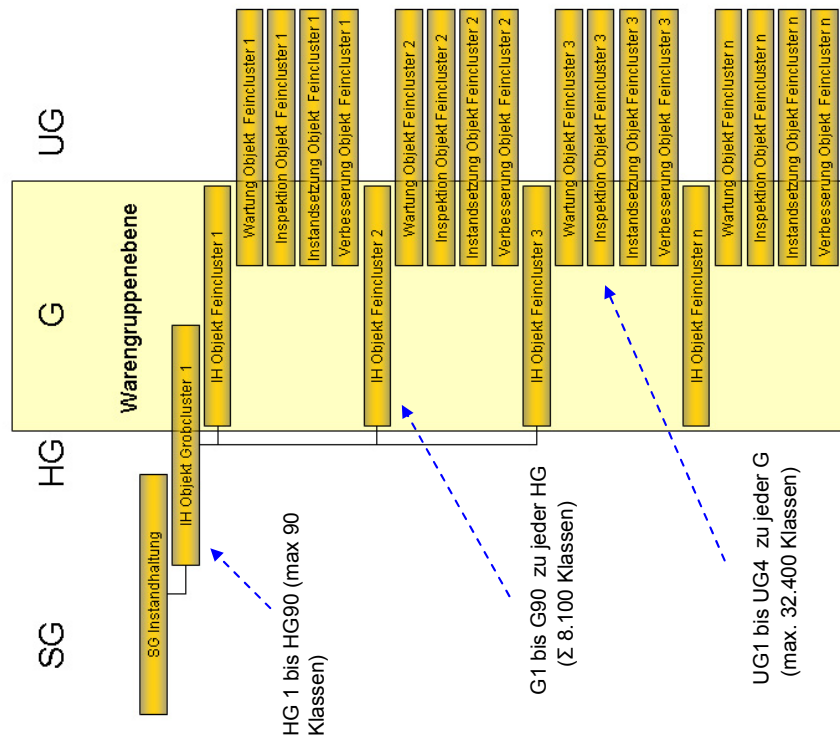 SG
HG
G
UG
Warengruppenebene
SG Instandhaltung
IH Objekt Grobcluster 1
IH Objekt Feincluster 1
Wartung Objekt Feincluster 1
Inspektion Objekt Feincluster 1
Instandsetzung Objekt Feincluster 1
Verbesserung Objekt Feincluster 1
IH Objekt Feincluster 2
Wartung Objekt Feincluster 2
Inspektion Objekt Feincluster 2
Instandsetzung Objekt Feincluster 2
Verbesserung Objekt Feincluster 2
IH Objekt Feincluster 3
Wartung Objekt Feincluster 3
Inspektion Objekt Feincluster 3
Instandsetzung Objekt Feincluster 3
Verbesserung Objekt Feincluster 3
IH Objekt Feincluster n
Wartung Objekt Feincluster n
Inspektion Objekt Feincluster n
Instandsetzung Objekt Feincluster n
Verbesserung Objekt Feincluster n
HG 1 bis HG90 (max 90
Klassen)
G1 bis G90 zu jeder HG
(Σ 8.100 Klassen)
UG1 bis UG4 zu jeder G
(max. 32.400 Klassen)